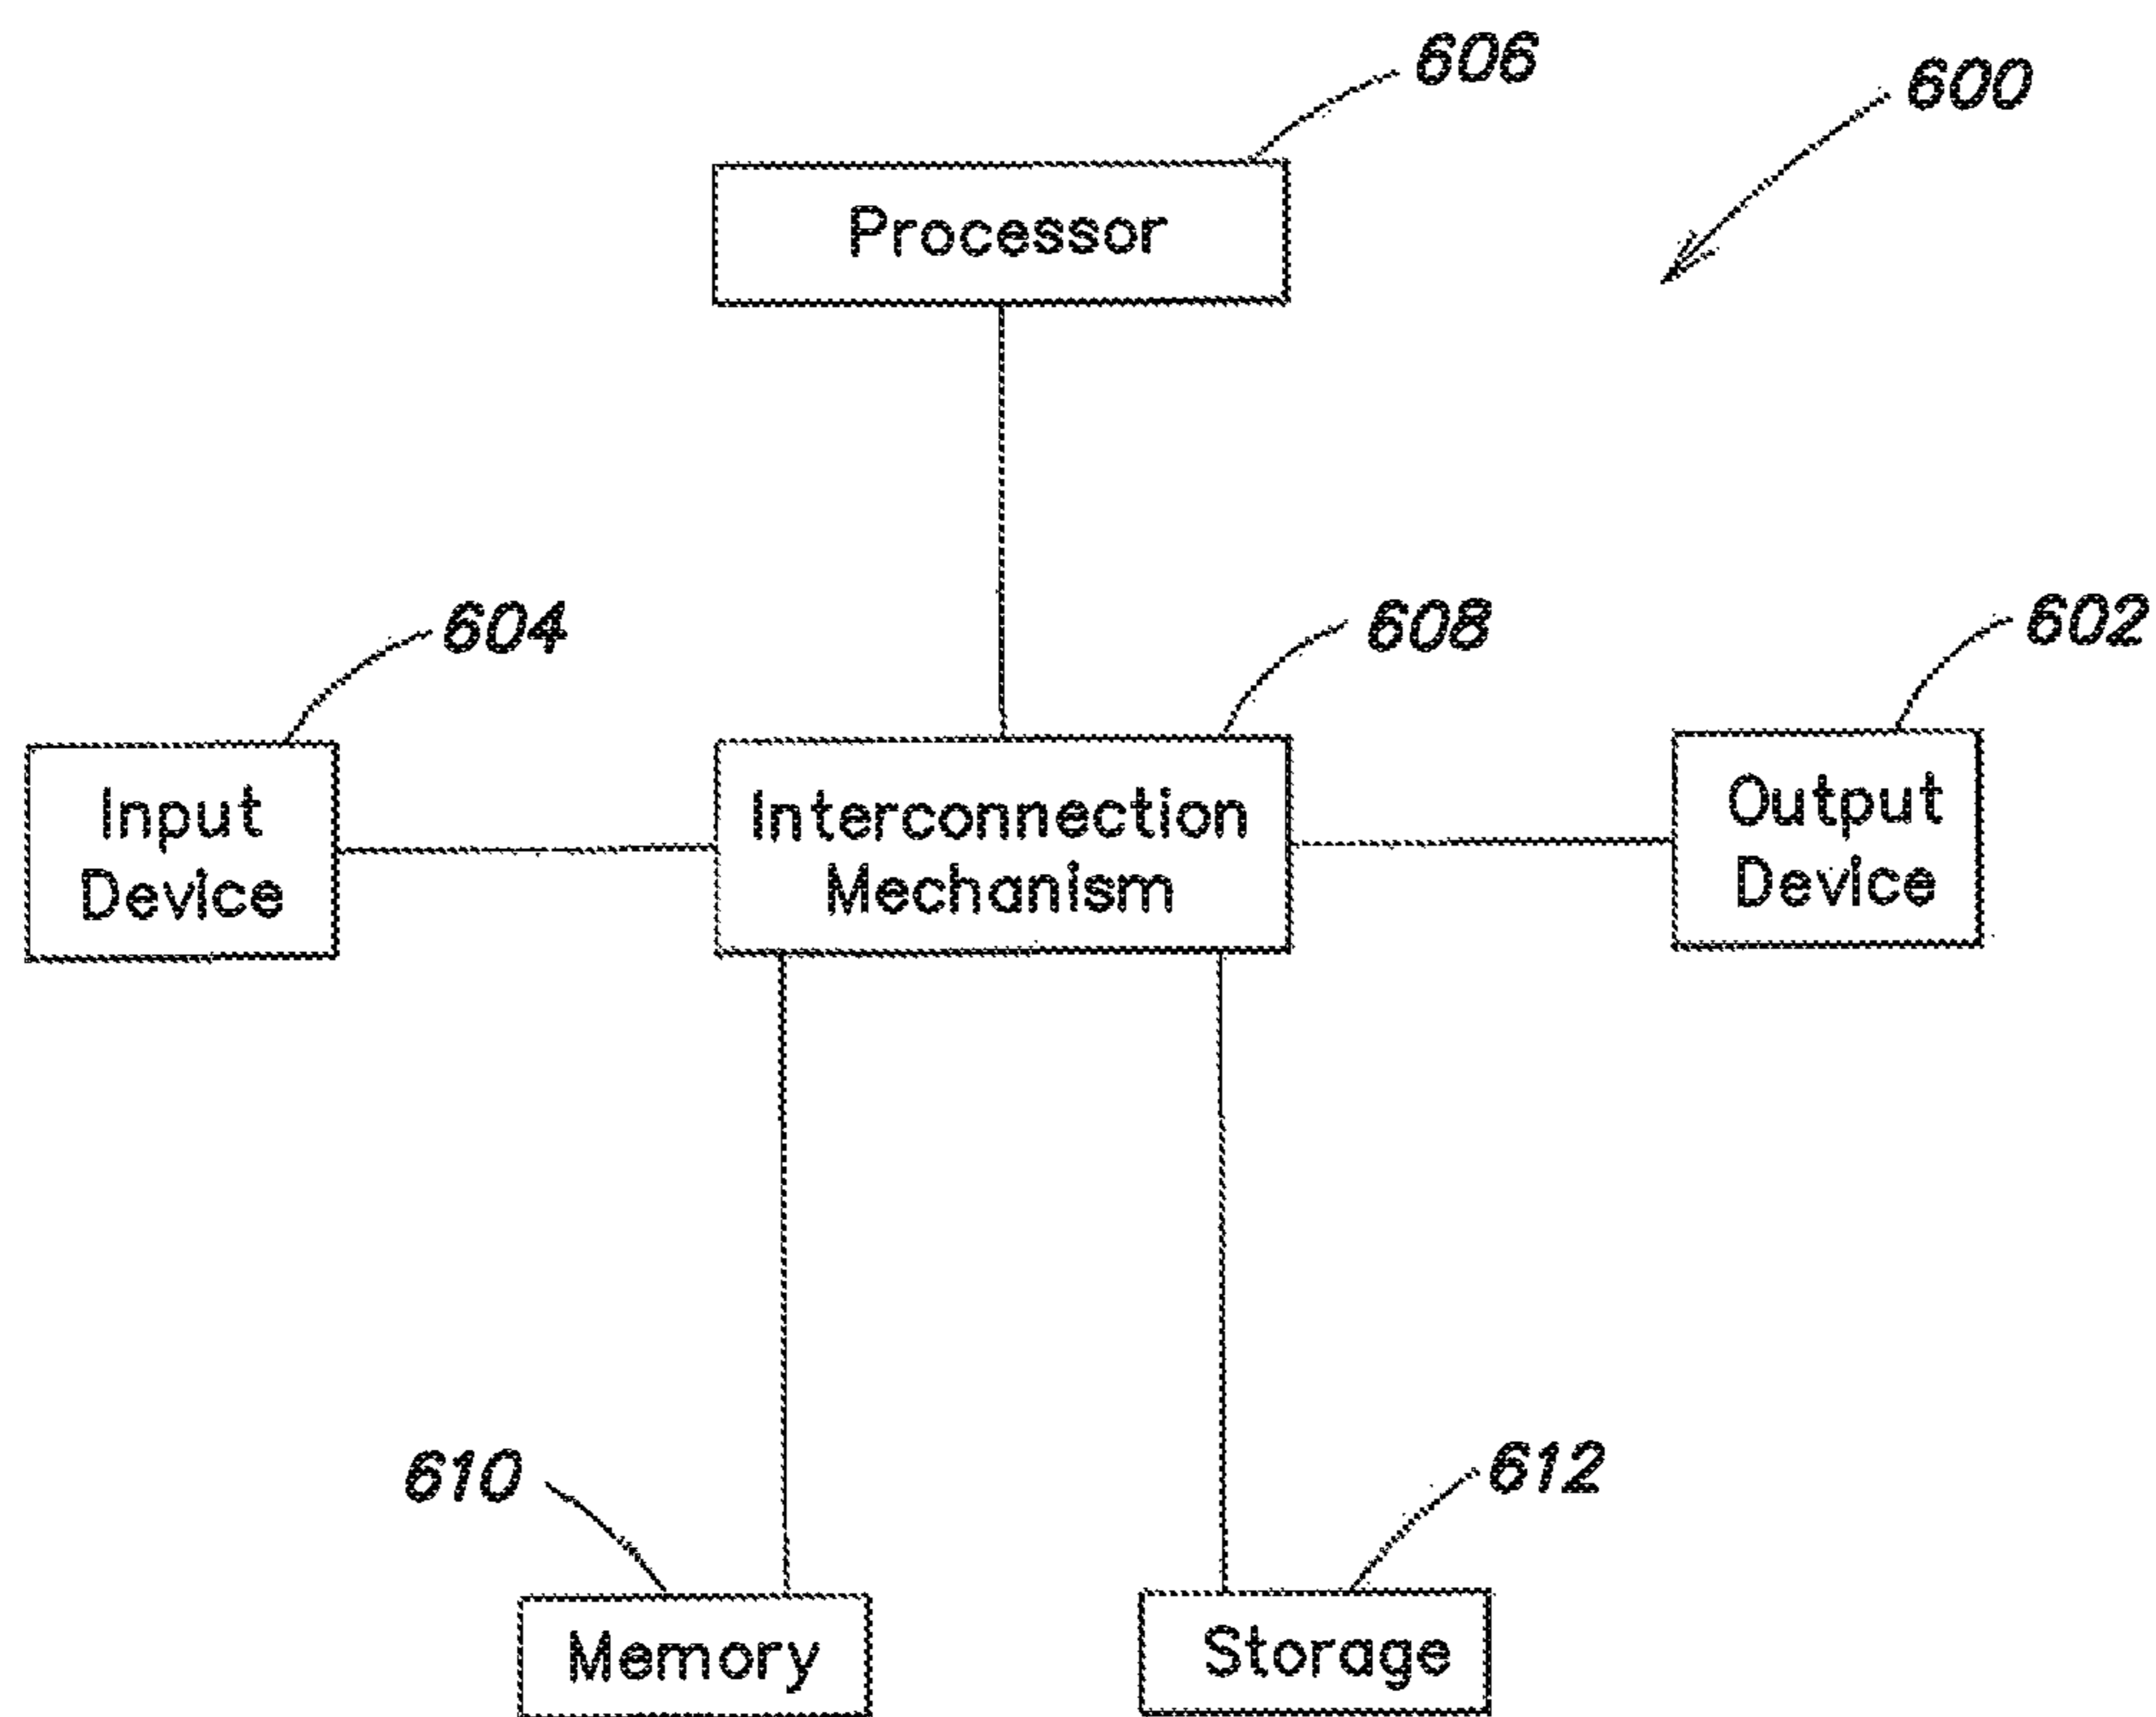 606
600
Processor
604
608
602
Input
Device
Interconnection
Mechanism
Output
Device
610
612
Memory
Storage